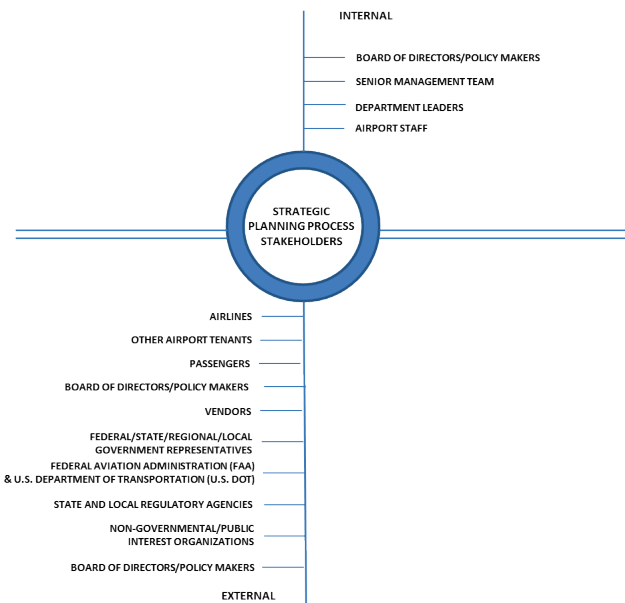 INTERNAL
BOARD OF DIRECTORS/POLICY MAKERS
SENIOR MANAGEMENT TEAM
DEPARTMENT LEADERS
AIRPORT STAFF
STRATEGIC
PLANNING PROCESS
STAKEHOLDERS
AIRLINES
OTHER AIRPORT TENANTS
PASSENGERS
BOARD OF DIRECTORS/POLICY MAKERS
VENDORS
FEDERAL/STATE/REGIONAL/LOCAL
GOVERNMENT REPRESENTATIVES
FEDERAL AVIATION ADMINISTRATION (FAA)
& U.S. DEPARTMENT OF TRANSPORTATION (U.S. DOT)
STATE AND LOCAL REGULATORY AGENCIES
NON-GOVERNMENTAL/PUBLIC
INTEREST ORGANIZATIONS
BOARD OF DIRECTORS/POLICY MAKERS
EXTERNAL